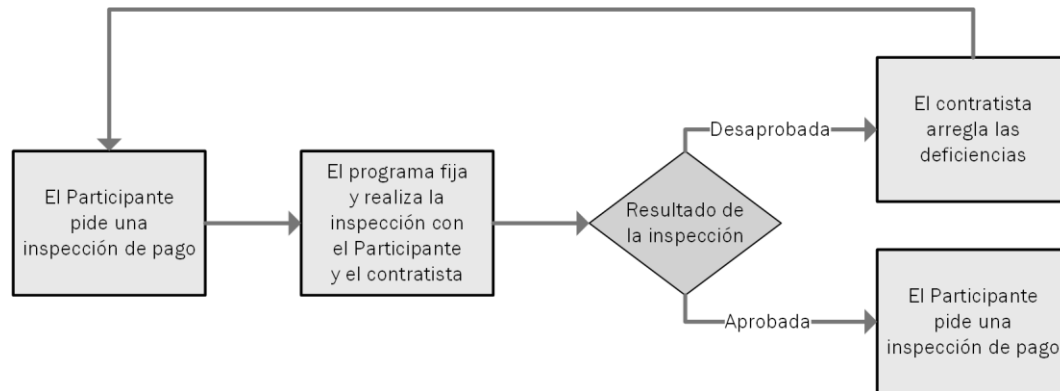 El Participante
pide una
inspección de pago
El programa fija
y realiza la
inspección con
el Participante
y el contratista
Resultado de
la inspección
Desaprobada
El contratista
arregla las
deficiencias
Aprobada
El Participante
pide una
inspección de pago